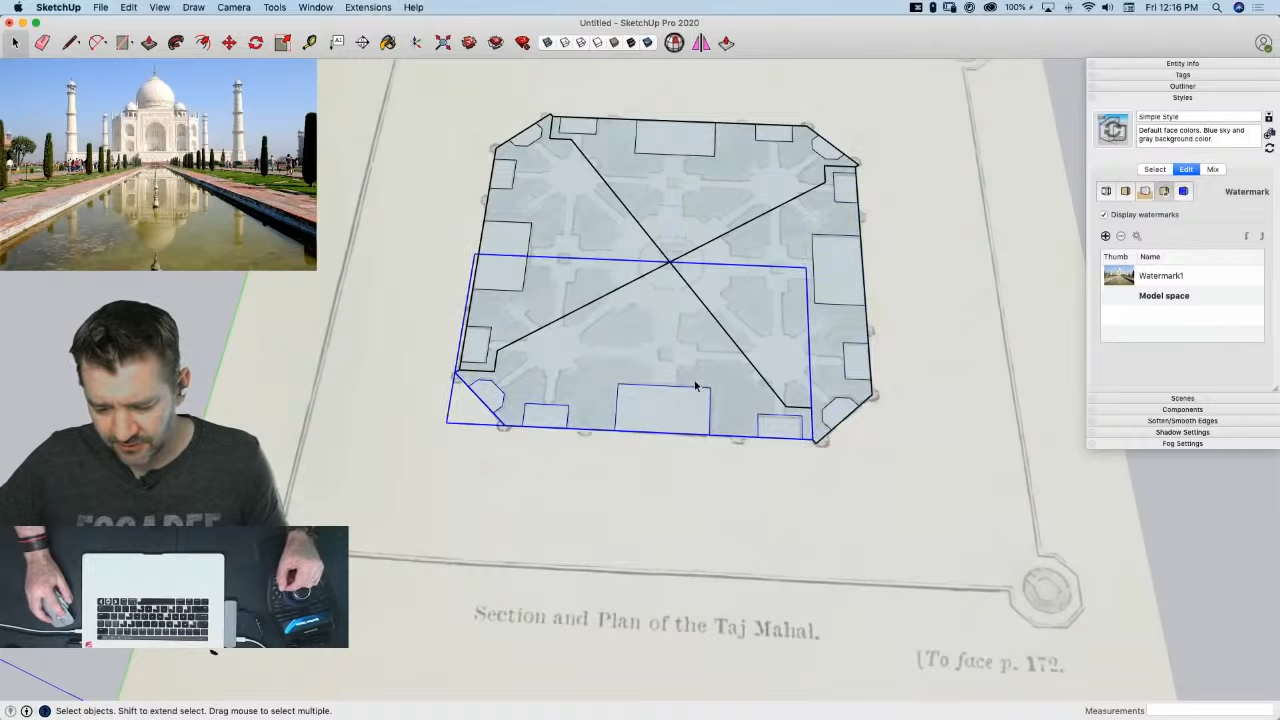 SketchUp File Edit View Draw Camera Tools Window Extensions Help
100% Fri 12:16 PM
Untitled - SketchUp Pro 2020
Entity Info
Tags
Outliner
Styles
Simple Style
Default face colors. Blue sky and
gray background color.
Select Edit Mix
Watermark
Display watermarks
Thumb Name
Watermark1
Model space
Scenes
Components
Soften/Smooth Edges
Shadow Settings
Fog Settings
Section and Plan of the Taj Mahal.
[To face p. 172.
Select objects. Shift to extend select. Drag mouse to select multiple.
Measurements